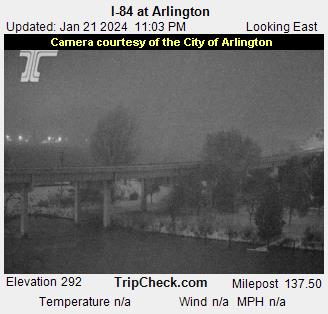 I-84 at Arlington
Updated: Jan 21 2024 11:03 PM Looking East
Camera courtesy of the City of Arlington
Elevation 292 TripCheck.com Milepost 137.50
Temperature n/a Wind n/a MPH n/a